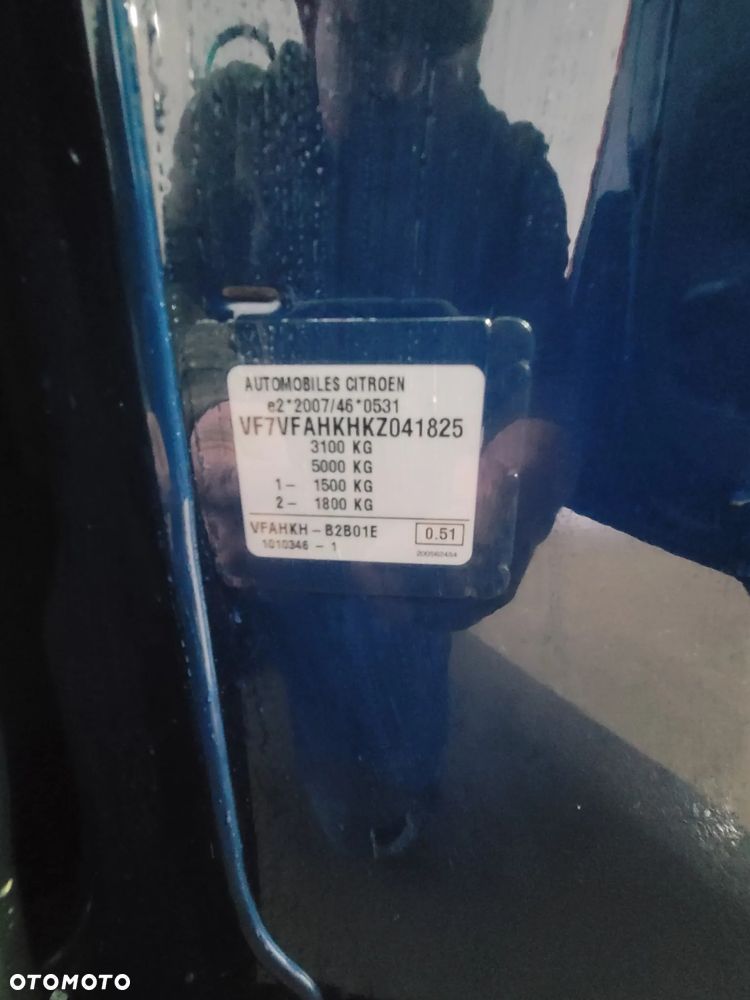 AUTOMOBILES CITROEN
e2*2007/46*0531
VF7VFAHKHKZ041825
3100 KG
5000 KG
1- 1500 KG
2- 1800 KG
VFAHKH-B2B01E 0.51
1010346 - 1
OTOMOTO